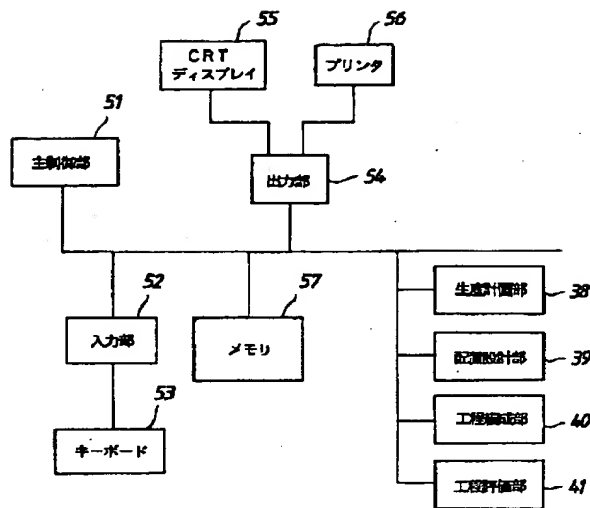 55
56
CRT
ディスプレイ
プリンタ
51
主制御部
出力部
54
52
57
生産計画部
38
入力部
メモリ
配置設計部
39
53
工程編成部
40
キーボード
工程評価部
41